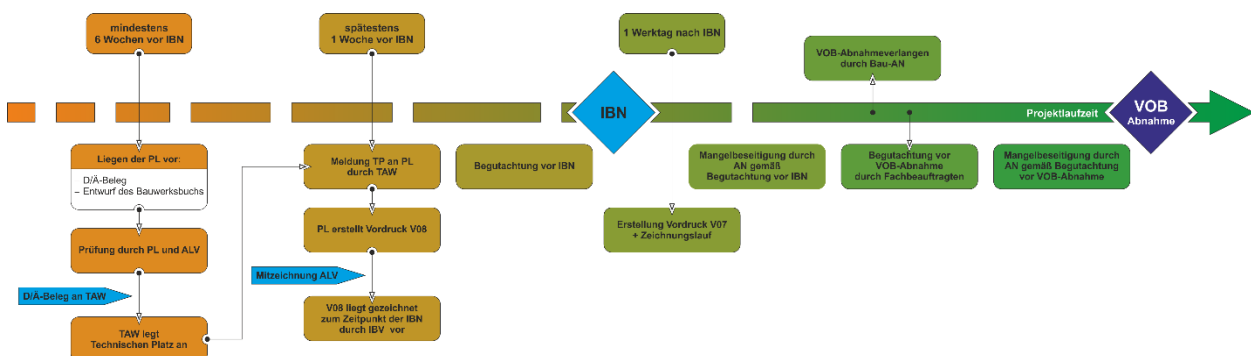 mindestens
6 Wochen vor IBN
spätestens
1 Woche vor IBN
1 Werktag nach IBN
VOB-Abnahmeverlangen
durch Bau-AN
IBN
Projektlaufzeit
VOB
Abnahme
Liegen der PL vor:
D/Ä-Beleg
– Entwurf des Bauwerksbuchs
Meldung TP an PL
durch TAW
Begutachtung vor IBN
Mangelbeseitigung durch
AN gemäß
Begutachtung vor IBN
Begutachtung vor
VOB-Abnahme
durch Fachbeauftragten
Mangelbeseitigung durch
AN gemäß Begutachtung
vor VOB-Abnahme
Prüfung durch PL und ALV
PL erstellt Vordruck V08
Erstellung Vordruck V07
+ Zeichnungslauf
D/Ä-Beleg an TAW
Mitzeichnung ALV
TAW legt
Technischen Platz an
V08 liegt gezeichnet
zum Zeitpunkt der IBN
durch IBV vor